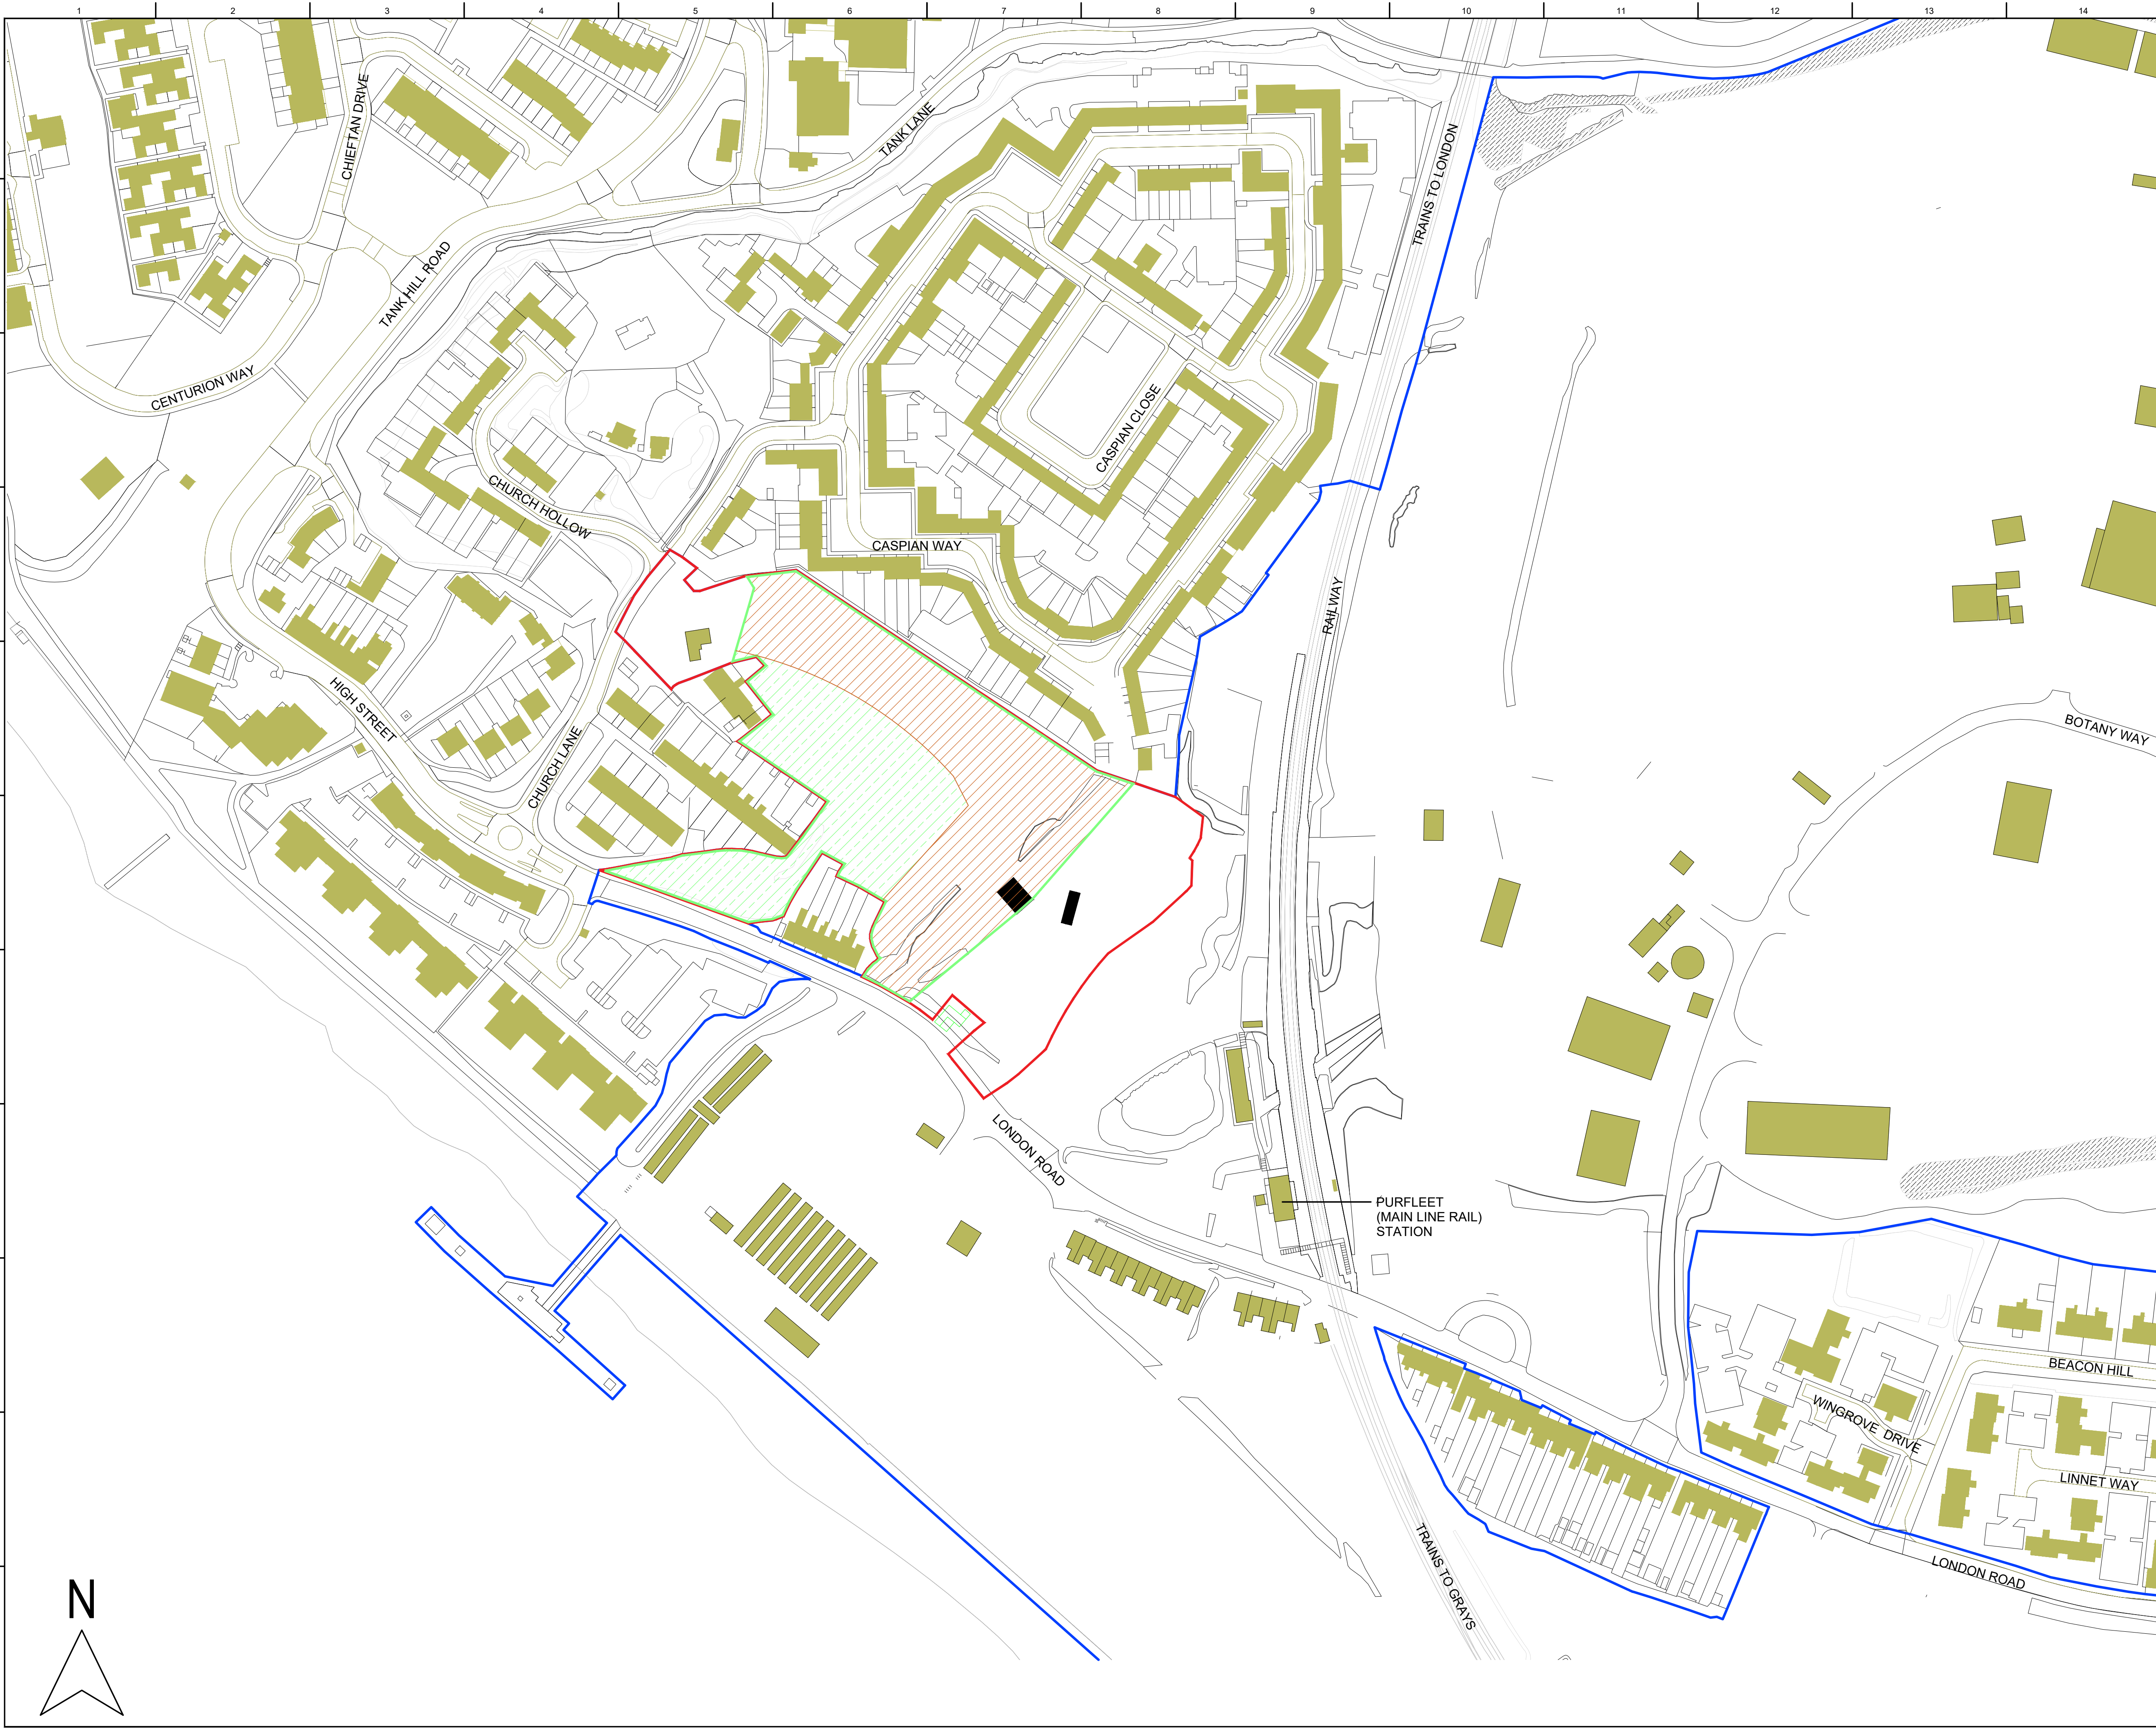 1 2 3 4 5 6 7 8 9 10 11 12 13 14
CHIEFTAN DRIVE
TANK LANE
TRAINS TO LONDON
TANK HILL ROAD
CENTURION WAY
CASPIAN CLOSE
CHURCH HOLLOW
CASPIAN WAY
RAILWAY
HIGH STREET
BOTANY WAY
CHURCH LANE
LONDON ROAD
PURFLEET
(MAIN LINE RAIL)
STATION
BEACON HILL
WINGROVE DRIVE
LINNET WAY
TRAINS TO GRAYS
LONDON ROAD
N